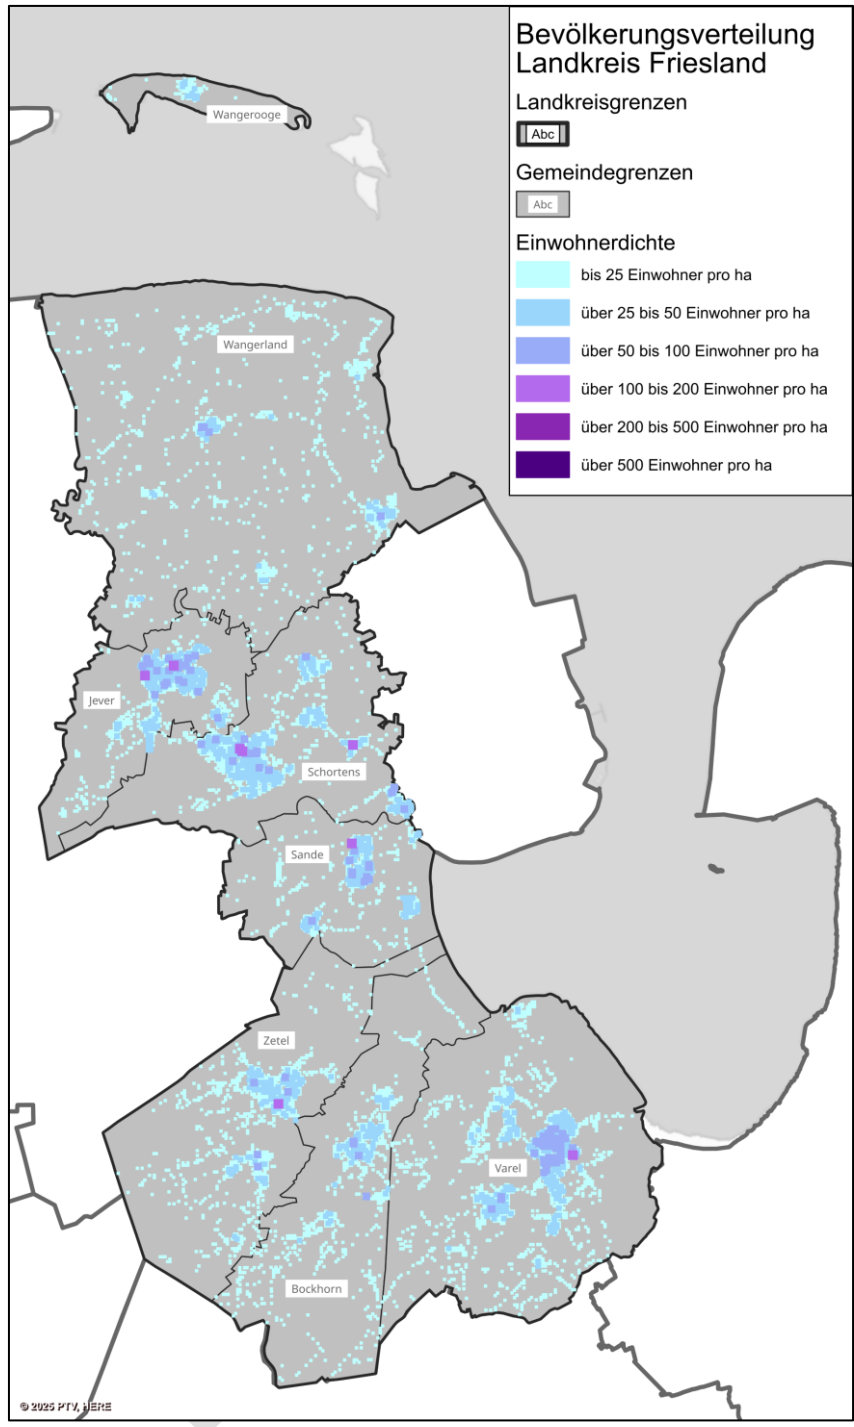 Bevölkerungsverteilung
Landkreis Friesland
Landkreisgrenzen
Abc
Gemeindegrenzen
Abc
Einwohnerdichte
bis 25 Einwohner pro ha
über 25 bis 50 Einwohner pro ha
über 50 bis 100 Einwohner pro ha
über 100 bis 200 Einwohner pro ha
über 200 bis 500 Einwohner pro ha
über 500 Einwohner pro ha
Wangerooge
Wangerland
Jever
Schortens
Sande
Zetel
Varel
Bockhorn
© 2025 PTV, HERE